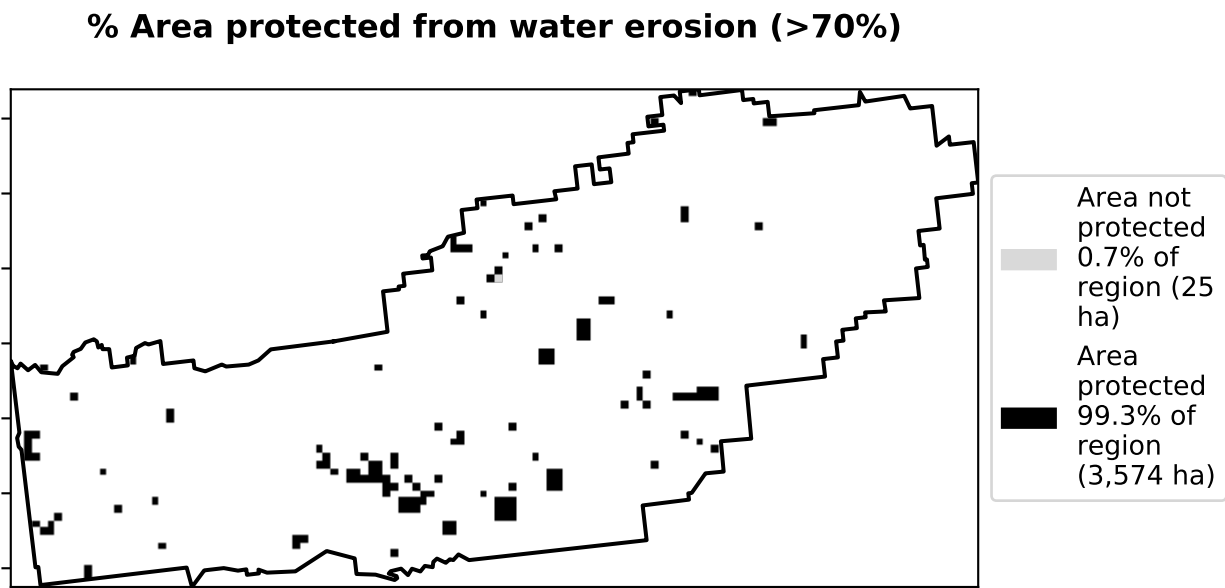 % Area protected from water erosion (>70%)
Area not
protected
0.7% of
region (25
ha)
Area
protected
99.3% of
region
(3,574 ha)